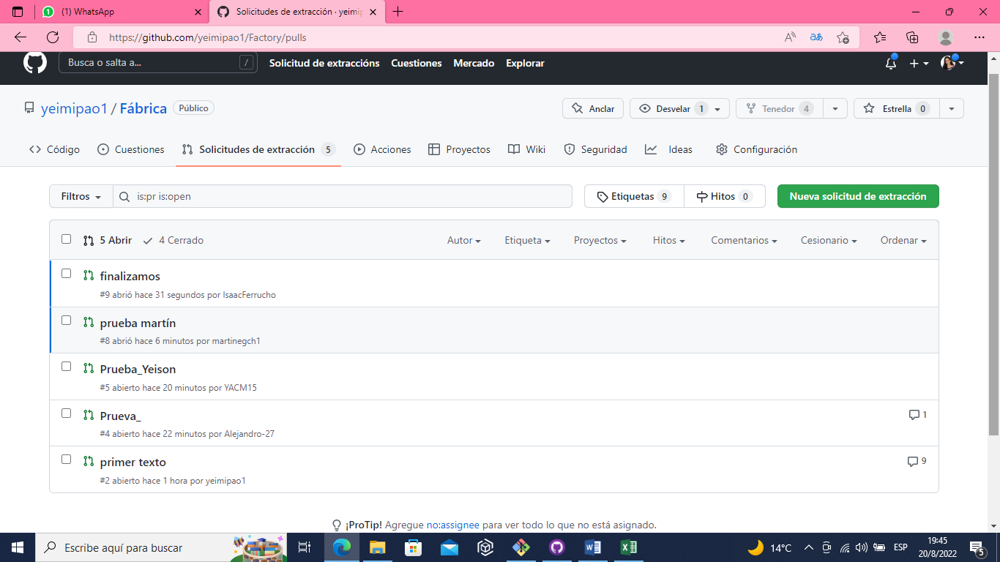 (1) WhatsApp
Solicitudes de extracción · yeimip
https://github.com/yeimipao1/Factory/pulls
Busca o salta a... /
Solicitud de extraccións Cuestiones Mercado Explorar
yeimipao1 / Fábrica Público
Anclar Desvelar 1 Tenedor 4 Estrella 0
Código Cuestiones Solicitudes de extracción 5 Acciones Proyectos Wiki Seguridad Ideas Configuración
Filtros is:pr is:open Etiquetas 9 Hitos 0 Nueva solicitud de extracción
5 Abrir 4 Cerrado Autor Etiqueta Proyectos Hitos Comentarios Cesionario Ordenar
finalizamos
#9 abrió hace 31 segundos por IsaacFerrucho
prueba martín
#8 abrió hace 6 minutos por martinegch1
Prueba_Yeison
#5 abierto hace 20 minutos por YACM15
Prueva_ 1
#4 abierto hace 22 minutos por Alejandro-27
primer texto 9
#2 abierto hace 1 hora por yeimipao1
¡ProTip! Agregue no:assignee para ver todo lo que no está asignado.
Escribe aquí para buscar
14°C ESP
19:45
20/8/2022
5